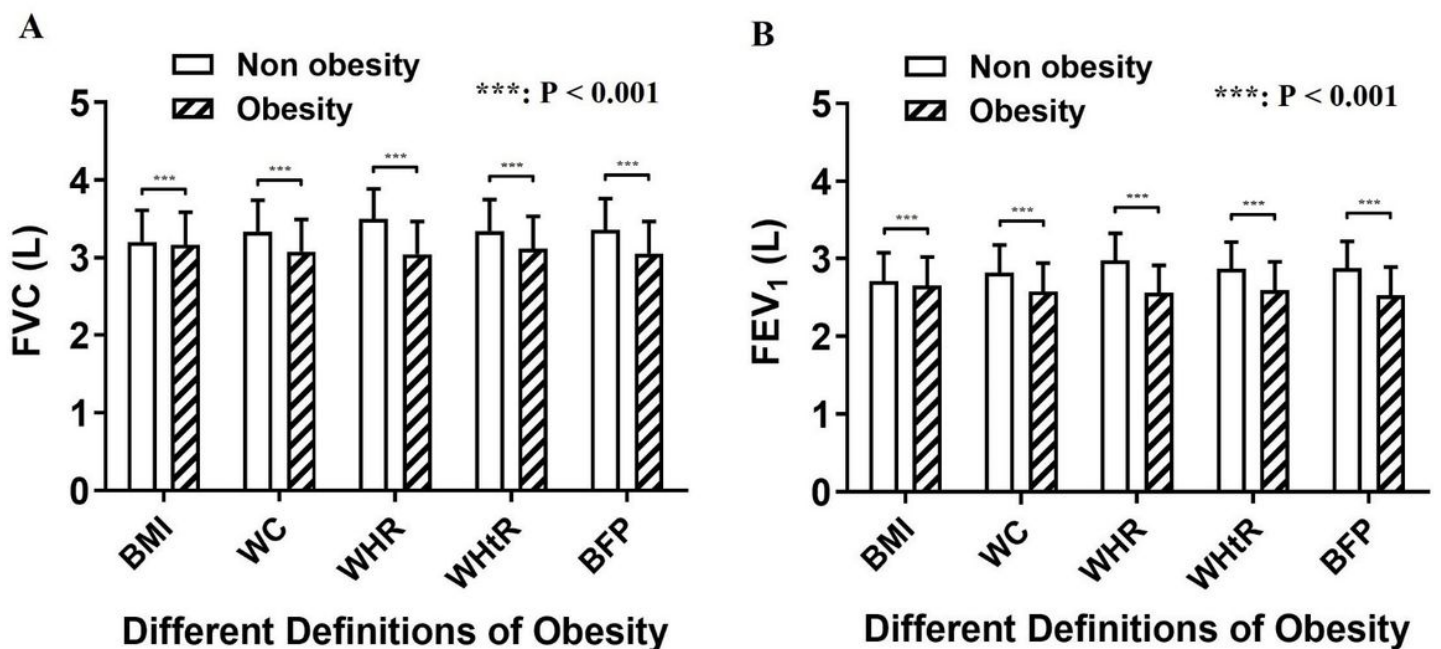 A
Non obesity
Obesity
***: P < 0.001
FVC (L)
5
4
3
2
1
0
***
***
***
***
***
BMI
WC
WHR
WHtR
BFP
Different Definitions of Obesity
B
Non obesity
Obesity
***: P < 0.001
FEV₁ (L)
5
4
3
2
1
0
***
***
***
***
***
BMI
WC
WHR
WHtR
BFP
Different Definitions of Obesity